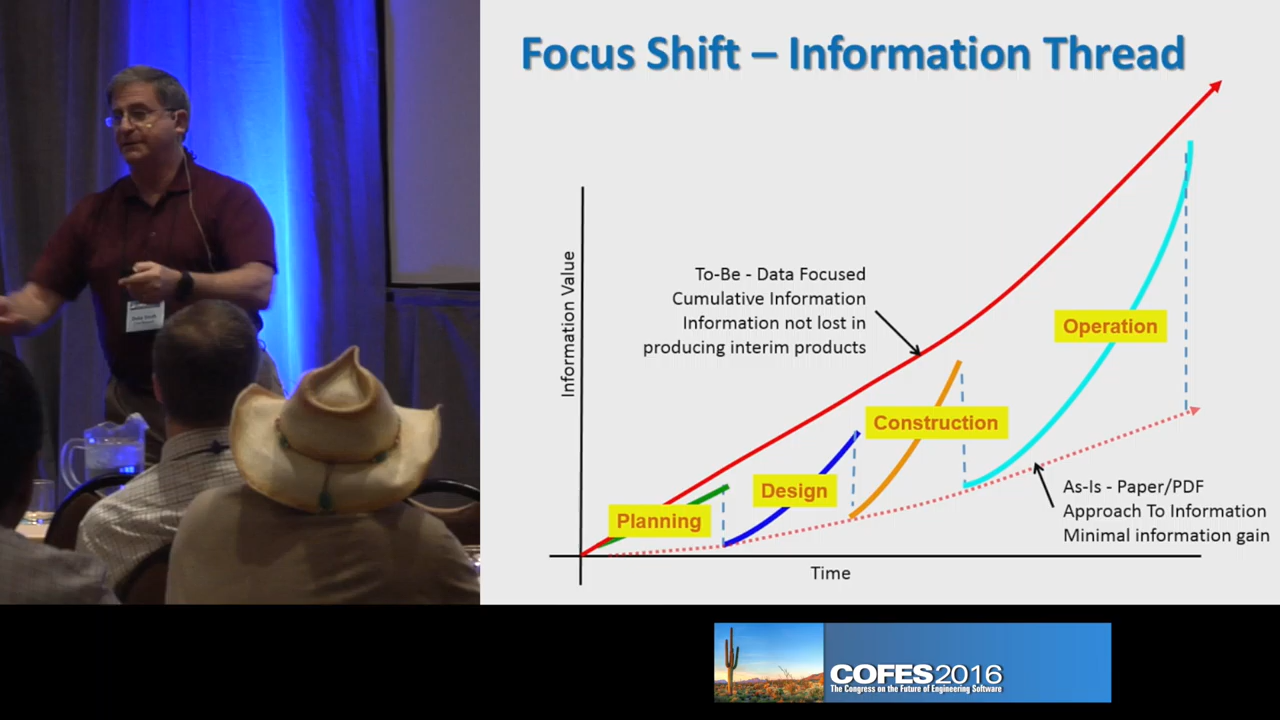 Focus Shift – Information Thread
Information Value
To-Be - Data Focused
Cumulative Information
Information not lost in
producing interim products
Operation
Construction
Design
Planning
As-Is - Paper/PDF
Approach To Information
Minimal information gain
Time
COFES2016
The Congress on the Future of Engineering Software